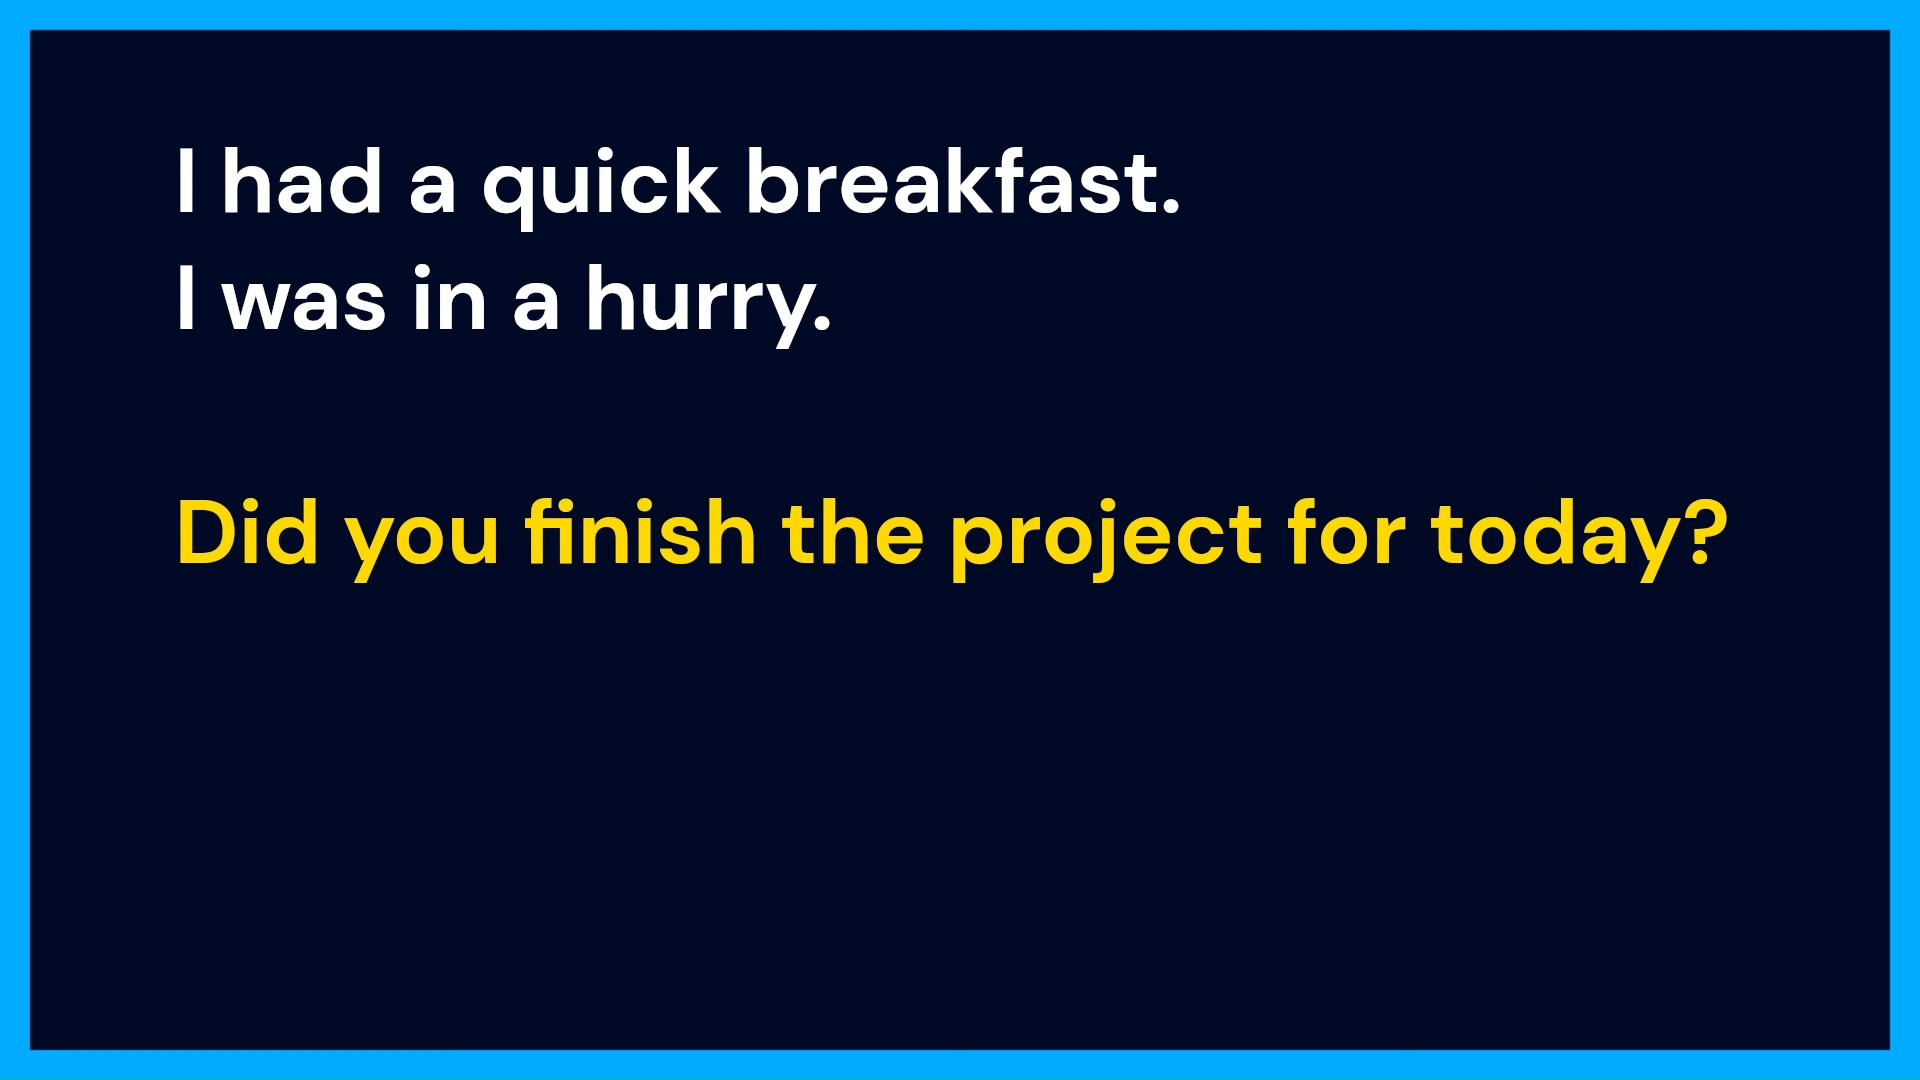 I had a quick breakfast.
I was in a hurry.
Did you finish the project for today?